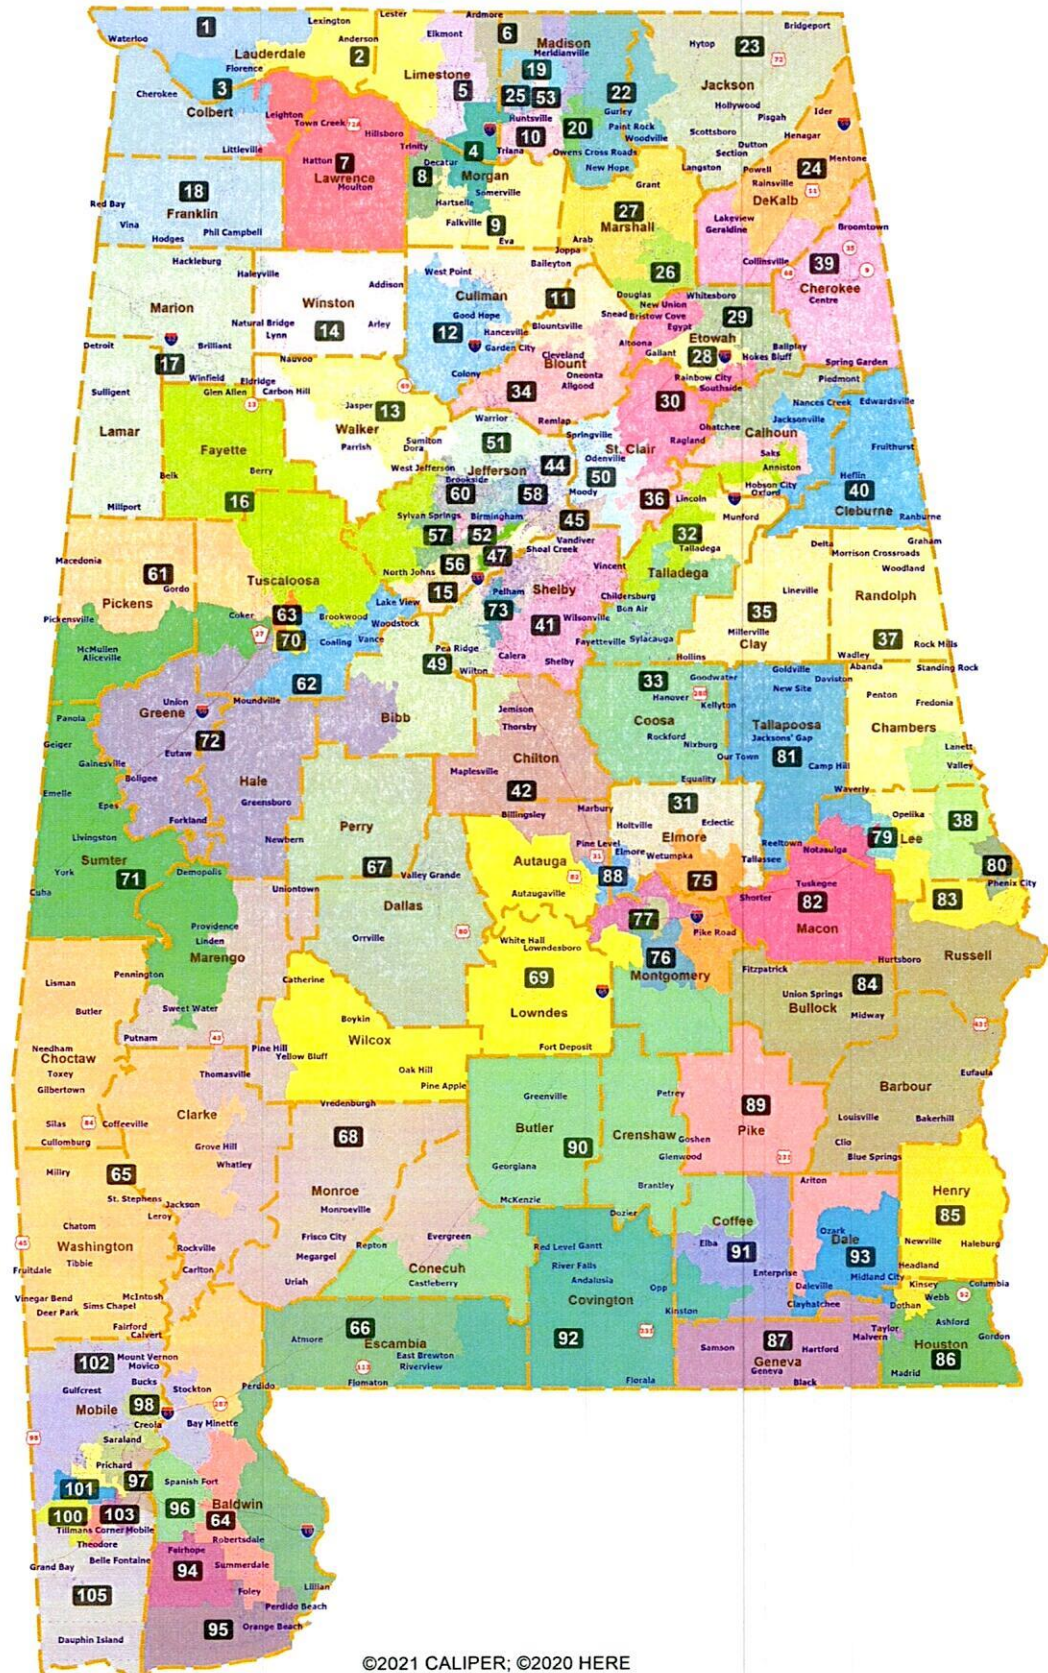 1
Lexington
Lester
Ardmore
Bridgeport
Waterloo
Anderson
Elkmont
6
Madison
Hytop
23
Lauderdale
2
Meridianville
72
Florence
Limestone
19
Jackson
Cherokee
3
5
25
53
22
Colbert
Leighton
Gurley
Hollywood
Ider
Town Creek
Hillsboro
Huntsville
20
Paint Rock
Pisgah
10
Woodville
Scottsboro
Henagar
Littleville
Hatton
7
Trinity
4
Triana
Owens Cross Roads
Dutton
Section
Mentone
Lawrence
8
Decatur
Morgan
New Hope
Langston
Powell
24
18
Moulton
Somerville
Grant
Rainsville
11
Red Bay
Franklin
Hartselle
27
DeKalb
Vina
Phil Campbell
Falkville
9
Marshall
Lakeview
Geraldine
Broomtown
Hodges
Eva
Arab
35
Hackleburg
Joppa
Collinsville
39
9
Haleyville
West Point
Baileyton
26
68
Cherokee
Addison
Cullman
11
Douglas
Whitesboro
Centre
Marion
Winston
Good Hope
New Union
29
Natural Bridge
14
Arley
12
Hanceville
Blountsville
Snead
Bristow Cove
Egypt
Etowah
Lynn
Garden City
Altoona
Ballplay
Detroit
Brilliant
Cleveland
Gallant
28
Hokes Bluff
17
Nauvoo
Blount
Spring Garden
Winfield
Eldridge
Colony
Oneonta
Rainbow City
Sulligent
Glen Allen
Carbon Hill
69
34
Allgood
Southside
Piedmont
13
Jasper
13
30
Nances Creek
Edwardsville
Lamar
Walker
Warrior
Remlap
Ohatchee
Jacksonville
Fayette
Parrish
Sumiton
51
Springville
Calhoun
Dora
St. Clair
Ragland
Fruithurst
Belk
Berry
West Jefferson
Jefferson
44
Odenville
Saks
Anniston
Heflin
Brookside
50
Hobson City
40
Millport
16
60
58
Moody
36
Lincoln
Oxford
Cleburne
Sylvan Springs
Birmingham
45
Munford
Ranburne
57
52
Vandiver
32
Delta
Graham
Macedonia
61
47
Shoal Creek
Talladega
Morrison Crossroads
North Johns
56
Woodland
Gordo
Tuscaloosa
15
Shelby
Vincent
Talladega
Lineville
Randolph
Pickens
Pelham
Childersburg
35
Pickensville
63
Lake View
73
41
Wilsonville
Bon Air
37
Coker
Brookwood
Woodstock
Millerville
Rock Mills
27
70
Coaling
Vance
Pea Ridge
Fayetteville
Sylacauga
Clay
McMullen
49
Calera
Hollins
Wadley
Abanda
Aliceville
62
Wilton
Shelby
33
Goodwater
Goldville
Daviston
Standing Rock
Union
Moundville
Hanover
280
New Site
Penton
Panola
Greene
Bibb
Jemison
Kellyton
Fredonia
72
Thorsby
Coosa
Tallapoosa
Chambers
Geiger
Eutaw
Chilton
Rockford
Jacksons' Gap
Gainesville
Hale
Nixburg
Our Town
81
Lanett
Boligee
Maplesville
Camp Hill
Valley
Emelle
Greensboro
42
Equality
Waverly
Epes
Billingsley
Marbury
31
Forkland
Perry
Holtville
Eclectic
Opelika
38
Livingston
Newbern
Pine Level
Elmore
79
Lee
Sumter
31
Elmore
Wetumpka
Reeltown
Notasulga
York
71
Demopolis
67
Valley Grande
Autauga
88
75
Tallassee
80
Cuba
Uniontown
82
Tuskegee
Phenix City
Dallas
Autaugaville
77
Shorter
82
83
Providence
Orrville
80
Pike Road
Macon
Linden
White Hall
76
Marengo
Lowndesboro
Fitzpatrick
Hurtsboro
Russell
Lisman
Pennington
Catherine
69
Montgomery
Union Springs
84
Sweet Water
Bullock
Butler
Boykin
Lowndes
Midway
Putnam
43
Wilcox
431
Needham
Pine Hill
Yellow Bluff
Fort Deposit
Choctaw
Oak Hill
Eufaula
Toxey
Thomasville
Pine Apple
Barbour
Gilbertown
Greenville
Petrey
89
Clarke
Vredenburgh
Louisville
Bakerhill
Silas
84
Coffeeville
68
Butler
Crenshaw
Pike
Cullomburg
Grove Hill
90
Goshen
Clio
Millry
Whatley
Georgiana
Glenwood
231
Blue Springs
65
Monroe
Brantley
Ariton
Henry
St. Stephens
Jackson
Monroeville
McKenzie
85
Leroy
Dozier
Coffee
Chatom
Frisco City
Evergreen
Ozark
Newville
45
Washington
Rockville
Megargel
Repton
Red Level
Gantt
Elba
91
Dale
93
Haleburg
Tibbie
Conecuh
River Falls
Fruitdale
Carlton
Uriah
Castleberry
Andalusia
Opp
Enterprise
Midland City
Headland
Kinsey
Columbia
Vinegar Bend
McIntosh
Covington
Daleville
Webb
52
Deer Park
Sims Chapel
Kinston
Clayhatchee
Dothan
Fairford
66
Taylor
Ashford
Calvert
Atmore
Escambia
92
331
87
Malvern
Gordon
102
Mount Vernon
East Brewton
Samson
Hartford
Houston
Movico
Riverview
Geneva
86
Gulfcrest
Bucks
113
Geneva
Madrid
Stockton
Perdido
Flomaton
Florala
Black
Mobile
98
287
Creola
Bay Minette
98
Saraland
Prichard
97
Spanish Fort
101
96
Baldwin
100
103
64
Tillmans Corner
Mobile
Theodore
Robertsdale
Grand Bay
Belle Fontaine
Fairhope
94
Summerdale
105
Foley
Lillian
Perdido Beach
95
Orange Beach
Dauphin Island
©2021 CALIPER; ©2020 HERE